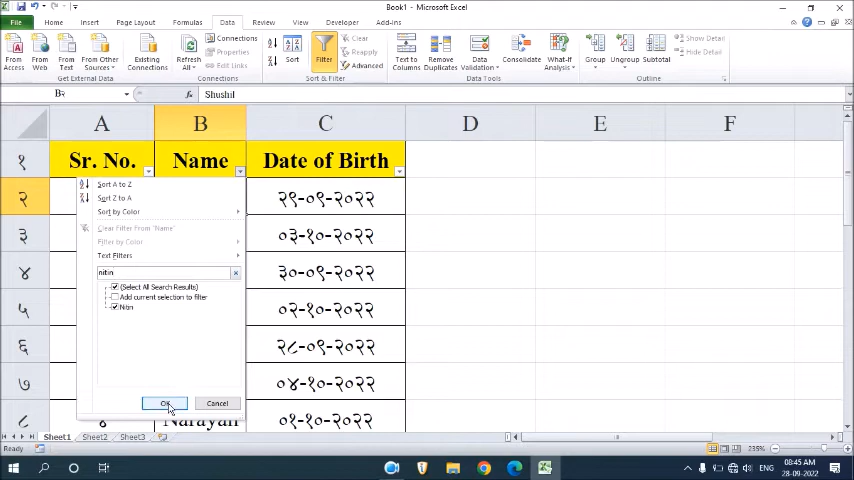 Book1 - Microsoft Excel
File Home Insert Page Layout Formulas Data Review View Developer Add-Ins
From Access
From Web
From Text
From Other Sources
Existing Connections
Get External Data
Refresh All
Connections
Properties
Edit Links
Connections
Sort
Filter
Clear
Reapply
Advanced
Sort & Filter
Text to Columns
Remove Duplicates
Data Validation
Consolidate
What-If Analysis
Data Tools
Group
Ungroup
Subtotal
Show Detail
Hide Detail
Outline
B२ fx Shushil
A B C D E F
१ Sr. No. Name Date of Birth
२ २९-०९-२०२२
३ ०३-१०-२०२२
४ ३०-०९-२०२२
५ ०२-१०-२०२२
६ २८-०९-२०२२
७ ०४-१०-२०२२
८ Narayan ०१-१०-२०२२
Sort A to Z
Sort Z to A
Sort by Color
Clear Filter From "Name"
Filter by Color
Text Filters
nitin
(Select All Search Results)
Add current selection to filter
Nitin
OK Cancel
Sheet1 Sheet2 Sheet3
Ready 235%
ENG 08:45 AM
28-09-2022